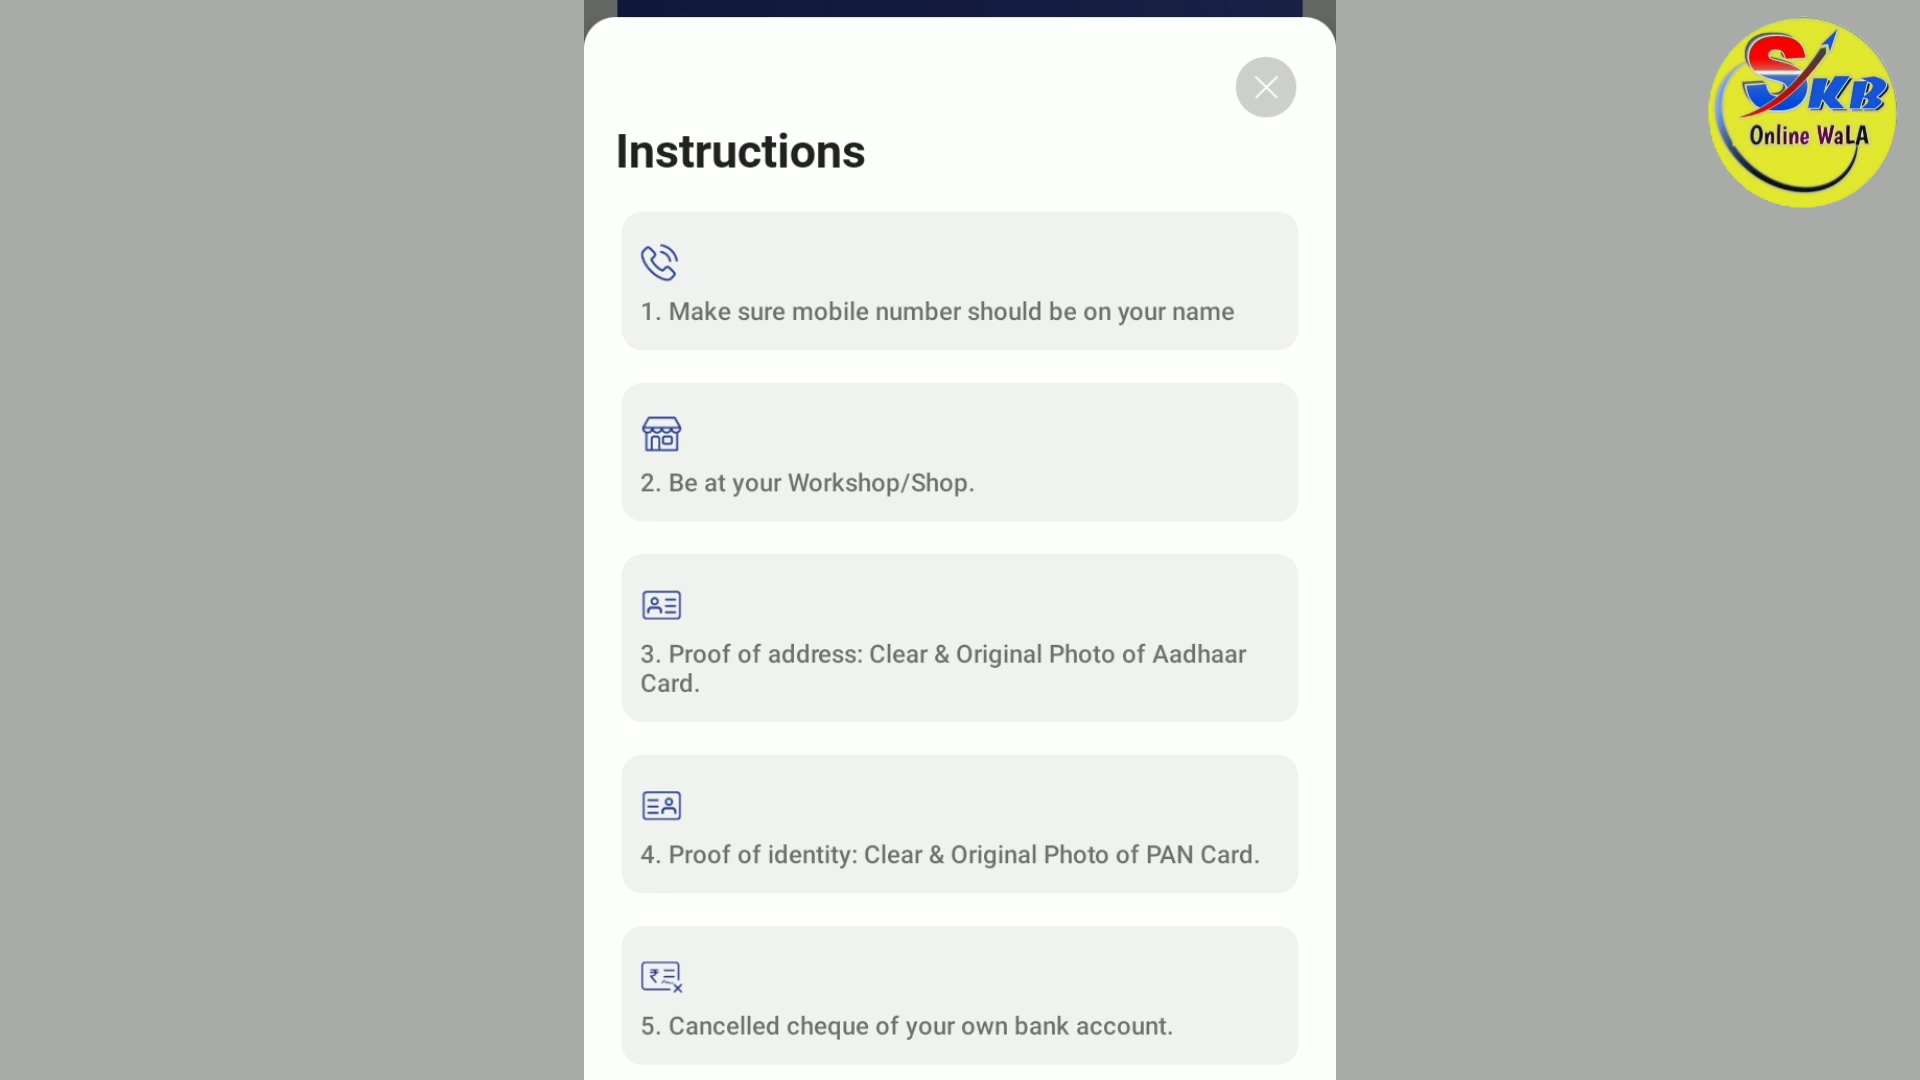 SKB
Online WaLA
Instructions
1. Make sure mobile number should be on your name
2. Be at your Workshop/Shop.
3. Proof of address: Clear & Original Photo of Aadhaar
Card.
4. Proof of identity: Clear & Original Photo of PAN Card.
₹
5. Cancelled cheque of your own bank account.